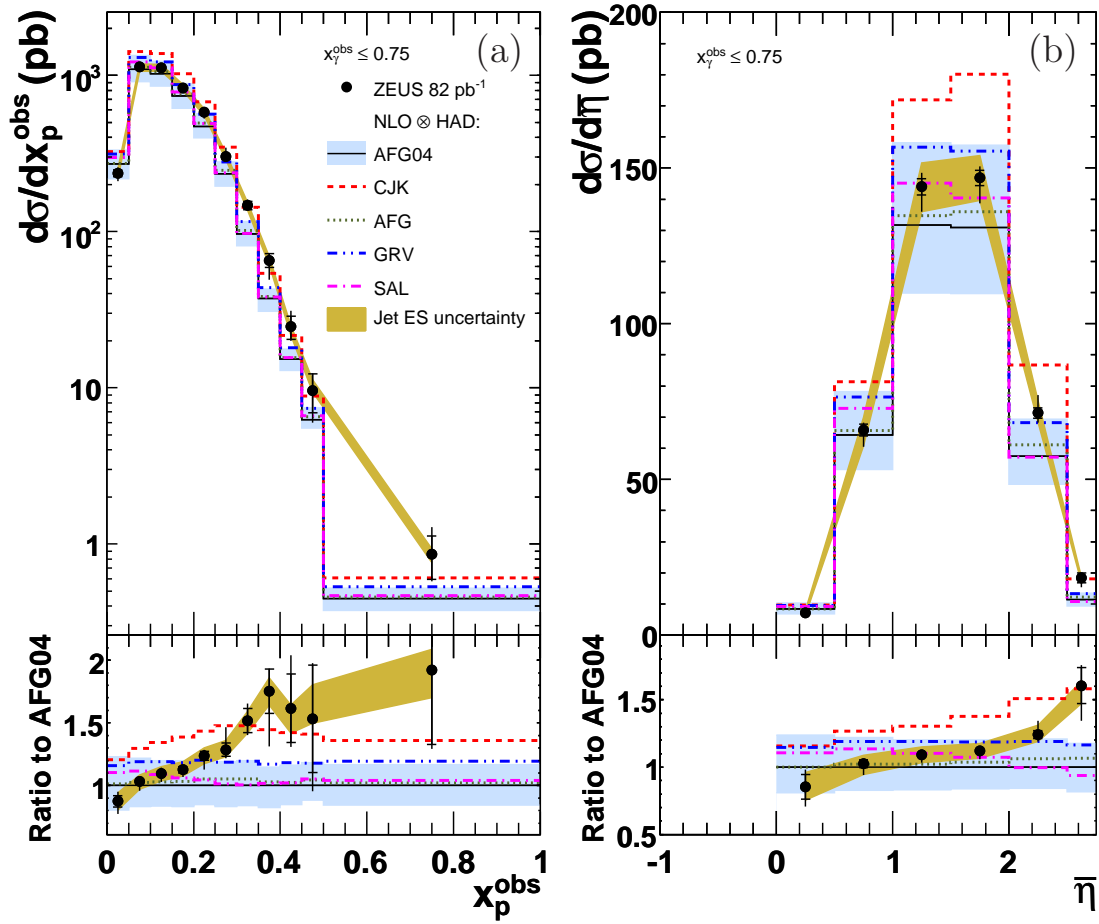 dσ/dx_p^obs (pb)
10³
10²
10
1
x_γ^obs ≤ 0.75
(a)
ZEUS 82 pb⁻¹
NLO ⊗ HAD:
AFG04
CJK
AFG
GRV
SAL
Jet ES uncertainty
Ratio to AFG04
2
1.5
1
0 0.2 0.4 0.6 0.8 1
x_p^obs
dσ/dη̅ (pb)
200
150
100
50
0
x_γ^obs ≤ 0.75
(b)
Ratio to AFG04
1.5
1
0.5
-1 0 1 2
η̅